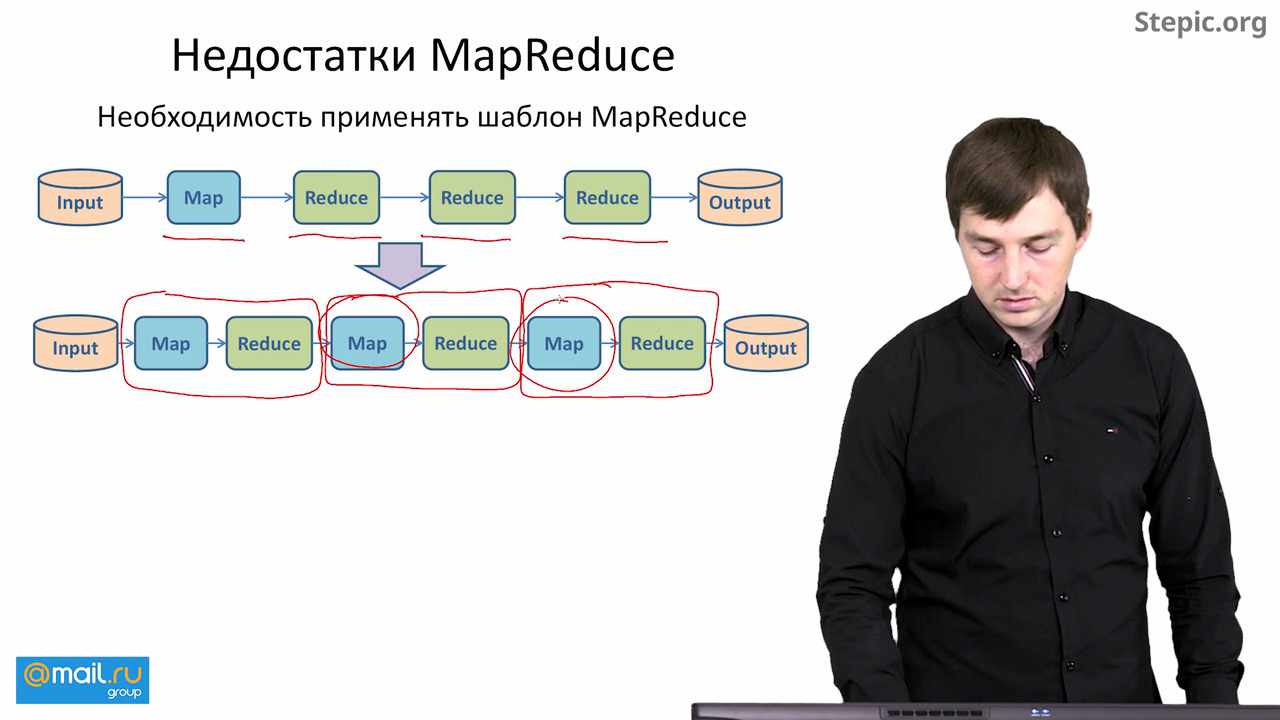 Stepic.org
Недостатки MapReduce
Необходимость применять шаблон MapReduce
Input Map Reduce Reduce Reduce Output
Input Map Reduce Map Reduce Map Reduce Output
@mail.ru
group